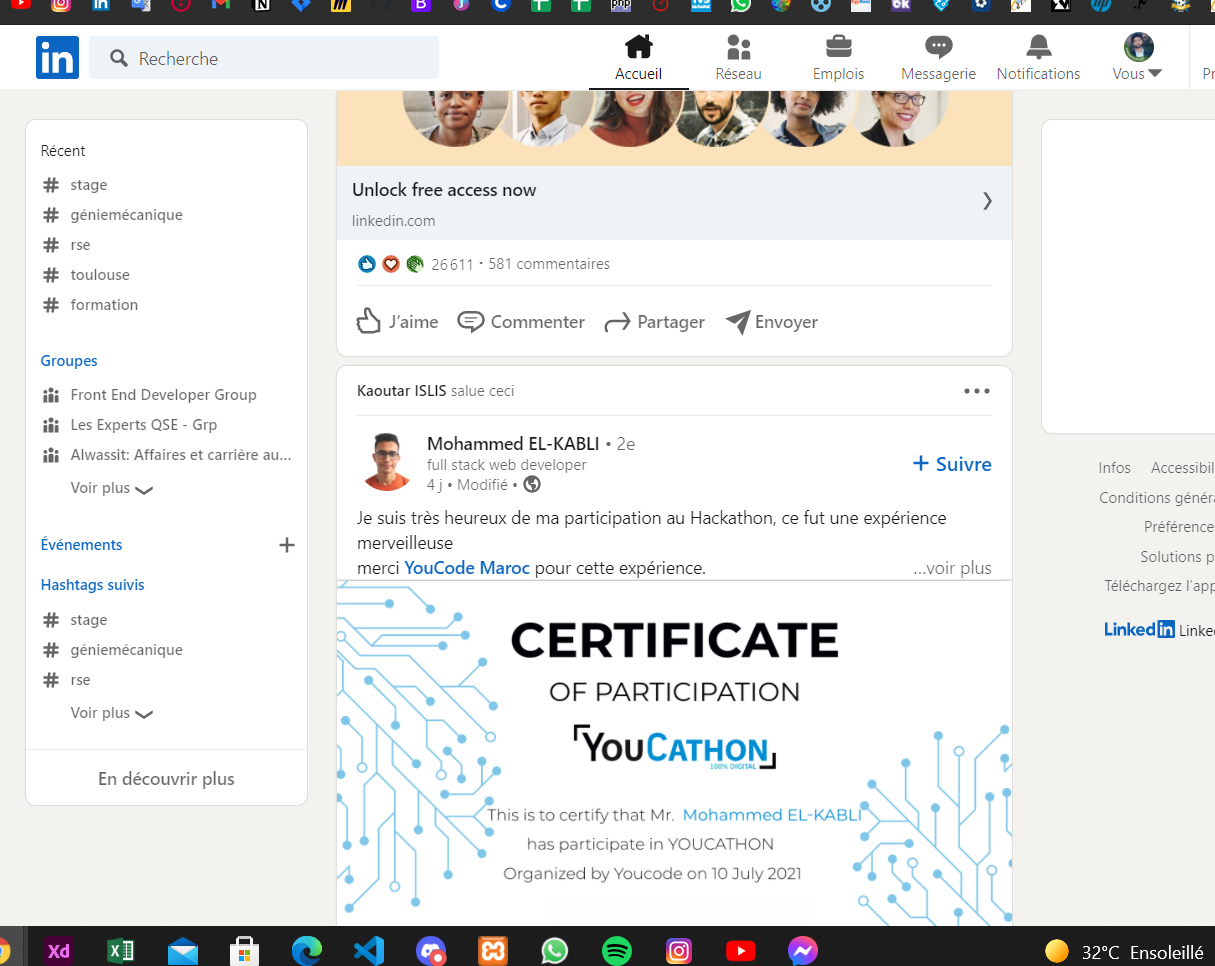 in
Recherche
Accueil
Réseau
Emplois
Messagerie
Notifications
Vous
Récent
stage
géniemécanique
rse
toulouse
formation
Groupes
Front End Developer Group
Les Experts QSE - Grp
Alwassit: Affaires et carrière au...
Voir plus
Événements
Hashtags suivis
# stage
# géniemécanique
# rse
Voir plus
En découvrir plus
Unlock free access now
linkedin.com
26 611 · 581 commentaires
J'aime
Commenter
Partager
Envoyer
Kaoutar ISLIS salue ceci
Mohammed EL-KABLI • 2e
full stack web developer
4 j • Modifié •
+ Suivre
Je suis très heureux de ma participation au Hackathon, ce fut une expérience
merveilleuse
merci YouCode Maroc pour cette expérience.
...voir plus
CERTIFICATE
OF PARTICIPATION
YOUCATHON
100% DIGITAL
This is to certify that Mr. Mohammed EL-KABLI
has participate in YOUCATHON
Organized by Youcode on 10 July 2021
Infos Accessibil
Conditions généra
Préférence
Solutions p
Téléchargez l'app
Linkedin Linke
Xd
32°C Ensoleillé